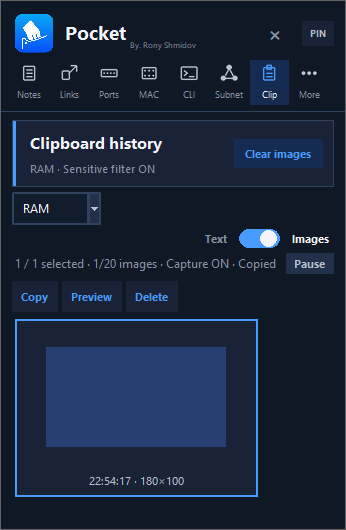 Pocket
By. Rony Shmidov
× PIN
Notes Links Ports MAC CLI Subnet Clip More
Clipboard history
RAM · Sensitive filter ON
Clear images
RAM
Text Images
1 / 1 selected · 1/20 images · Capture ON · Copied Pause
Copy Preview Delete
22:54:17 · 180×100